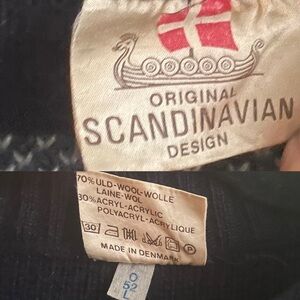 ORIGINAL
SCANDINAVIAN
DESIGN
70% ULD-WOOL-WOLLE
LAINE-WOL
30% ACRYL-ACRYLIC
POLYACRYL-ACRYLIQUE
30
MADE IN DENMARK
52
L